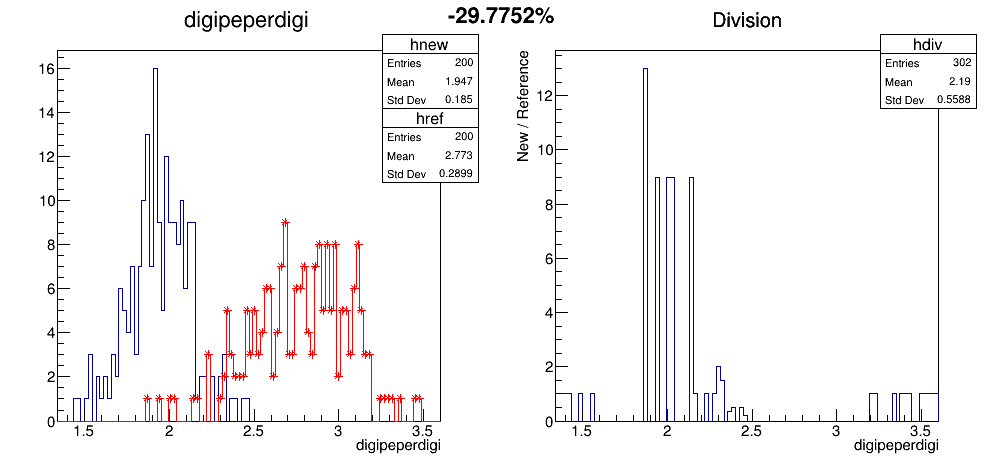 digipeperdigi
-29.7752%
Division
hnew
Entries 200
Mean 1.947
Std Dev 0.185
href
Entries 200
Mean 2.773
Std Dev 0.2899
16
14
12
10
8
6
4
2
0
1.5 2 2.5 3 3.5
digipeperdigi
hdiv
Entries 302
Mean 2.19
Std Dev 0.5588
New / Reference
12
10
8
6
4
2
0
1.5 2 2.5 3 3.5
digipeperdigi